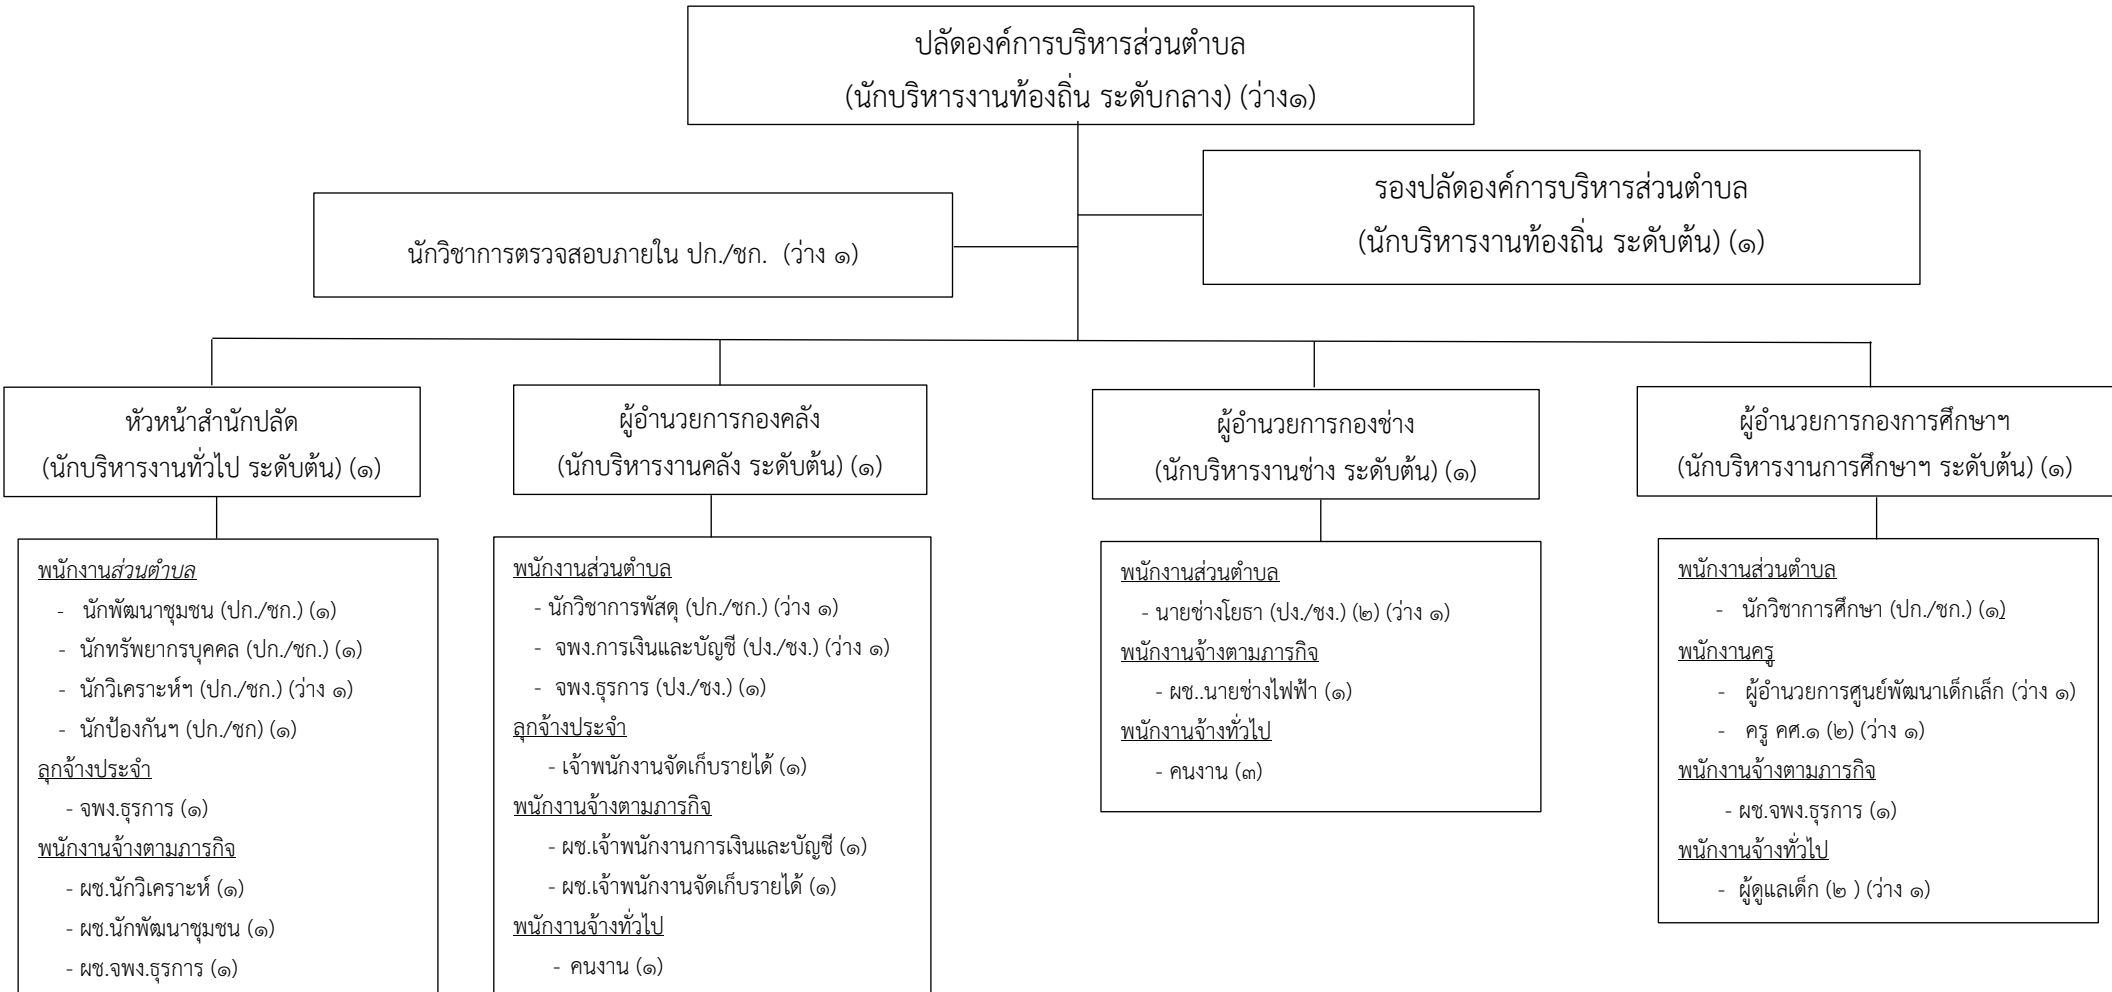 ปลัดองค์การบริหารส่วนตำบล
(นักบริหารงานท้องถิ่น ระดับกลาง) (ว่าง๑)
รองปลัดองค์การบริหารส่วนตำบล
(นักบริหารงานท้องถิ่น ระดับต้น) (๑)
นักวิชาการตรวจสอบภายใน ปก./ชก. (ว่าง ๑)
หัวหน้าสำนักปลัด
(นักบริหารงานทั่วไป ระดับต้น) (๑)
ผู้อำนวยการกองคลัง
(นักบริหารงานคลัง ระดับต้น) (๑)
ผู้อำนวยการกองช่าง
(นักบริหารงานช่าง ระดับต้น) (๑)
ผู้อำนวยการกองการศึกษาฯ
(นักบริหารงานการศึกษาฯ ระดับต้น) (๑)
พนักงานส่วนตำบล
- นักพัฒนาชุมชน (ปก./ชก.) (๑)
- นักทรัพยากรบุคคล (ปก./ชก.) (๑)
- นักวิเคราะห์ฯ (ปก./ชก.) (ว่าง ๑)
- นักป้องกันฯ (ปก./ชก) (๑)
ลูกจ้างประจำ
- จพง.ธุรการ (๑)
พนักงานจ้างตามภารกิจ
- ผช.นักวิเคราะห์ (๑)
- ผช.นักพัฒนาชุมชน (๑)
- ผช.จพง.ธุรการ (๑)
พนักงานส่วนตำบล
- นักวิชาการพัสดุ (ปก./ชก.) (ว่าง ๑)
- จพง.การเงินและบัญชี (ปง./ชง.) (ว่าง ๑)
- จพง.ธุรการ (ปง./ชง.) (๑)
ลูกจ้างประจำ
- เจ้าพนักงานจัดเก็บรายได้ (๑)
พนักงานจ้างตามภารกิจ
- ผช.เจ้าพนักงานการเงินและบัญชี (๑)
- ผช.เจ้าพนักงานจัดเก็บรายได้ (๑)
พนักงานจ้างทั่วไป
- คนงาน (๑)
พนักงานส่วนตำบล
- นายช่างโยธา (ปง./ชง.) (๒) (ว่าง ๑)
พนักงานจ้างตามภารกิจ
- ผช..นายช่างไฟฟ้า (๑)
พนักงานจ้างทั่วไป
- คนงาน (๓)
พนักงานส่วนตำบล
- นักวิชาการศึกษา (ปก./ชก.) (๑)
พนักงานครู
- ผู้อำนวยการศูนย์พัฒนาเด็กเล็ก (ว่าง ๑)
- ครู คศ.๑ (๒) (ว่าง ๑)
พนักงานจ้างตามภารกิจ
- ผช.จพง.ธุรการ (๑)
พนักงานจ้างทั่วไป
- ผู้ดูแลเด็ก (๒ ) (ว่าง ๑)